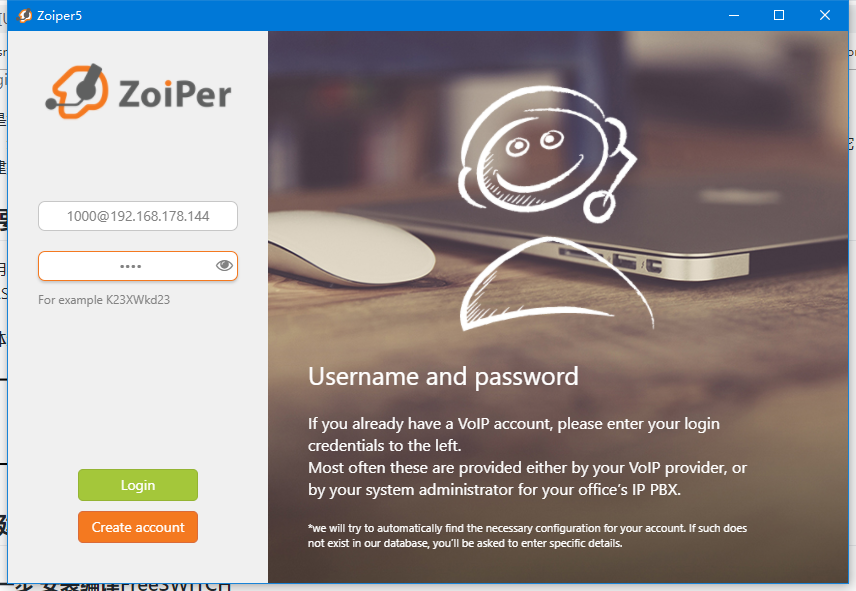 Zoiper5
ZoiPer
1000@192.168.178.144
••••
For example K23XWkd23
Login
Create account
Username and password
If you already have a VoIP account, please enter your login
credentials to the left.
Most often these are provided either by your VoIP provider, or
by your system administrator for your office's IP PBX.
*we will try to automatically find the necessary configuration for your account. If such does
not exist in our database, you'll be asked to enter specific details.